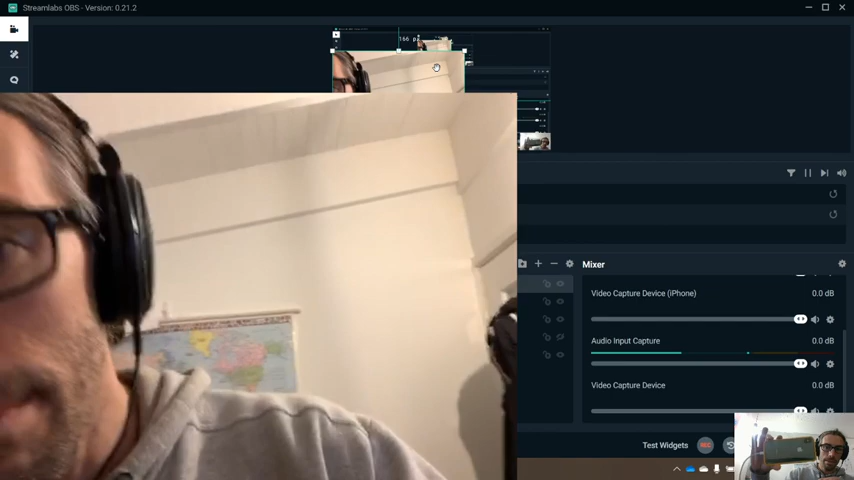 Streamlabs OBS - Version: 0.21.2
166 p
Mixer
Video Capture Device (iPhone) 0.0 dB
Audio Input Capture 0.0 dB
Video Capture Device 0.0 dB
Test Widgets REC